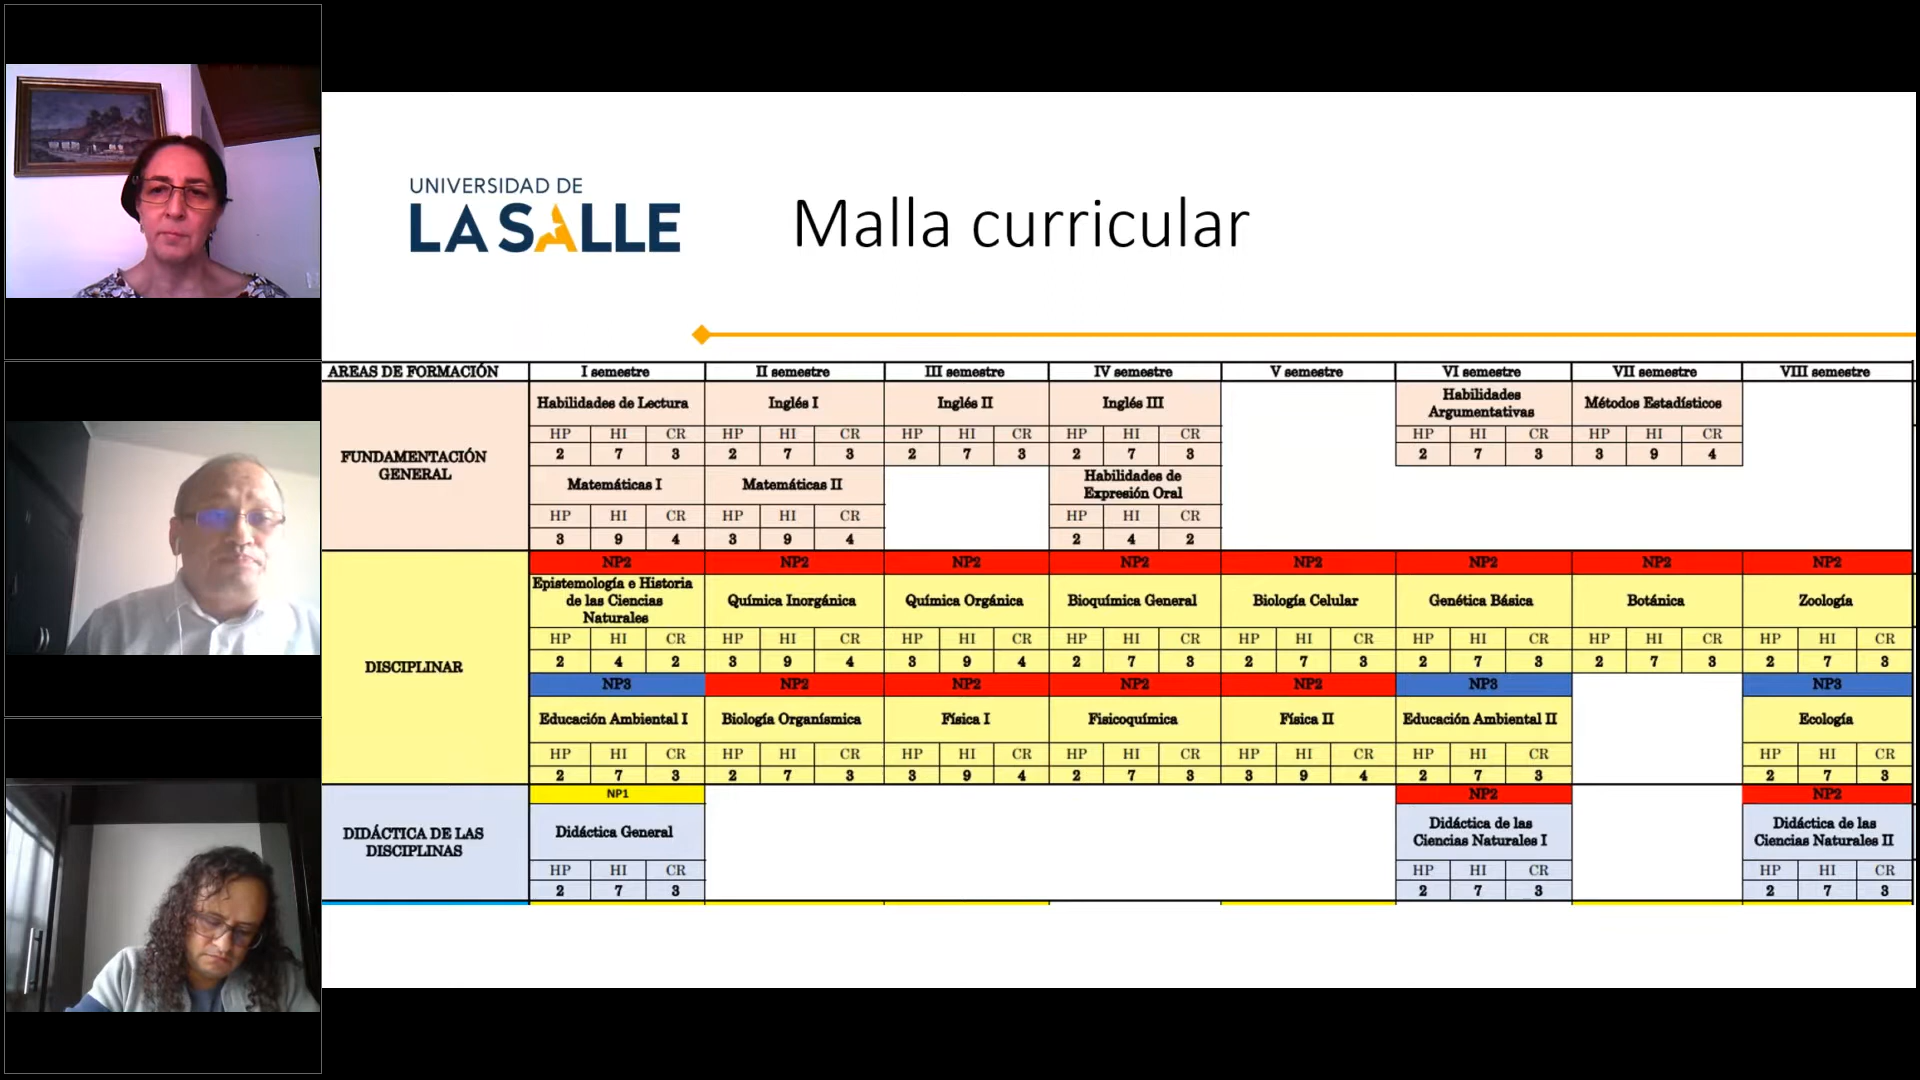 UNIVERSIDAD DE
LA SALLE
Malla curricular
AREAS DE FORMACIÓN I semestre II semestre III semestre IV semestre V semestre VI semestre VII semestre VIII semestre
FUNDAMENTACIÓN
GENERAL
Habilidades de Lectura Inglés I Inglés II Inglés III Habilidades Métodos Estadísticos
Argumentativas
HP HI CR HP HI CR HP HI CR HP HI CR HP HI CR HP HI CR
2 7 3 2 7 3 2 7 3 2 7 3 2 7 3 3 9 4
Matemáticas I Matemáticas II Habilidades de
Expresión Oral
HP HI CR HP HI CR HP HI CR
3 9 4 3 9 4 2 4 2
DISCIPLINAR
NP2 NP2 NP2 NP2 NP2 NP2 NP2 NP2
Epistemología e Historia
de las Ciencias Química Inorgánica Química Orgánica Bioquímica General Biología Celular Genética Básica Botánica Zoología
Naturales
HP HI CR HP HI CR HP HI CR HP HI CR HP HI CR HP HI CR HP HI CR HP HI CR
2 4 2 3 9 4 3 9 4 2 7 3 2 7 3 2 7 3 2 7 3 2 7 3
NP3 NP2 NP2 NP2 NP2 NP3 NP3
Educación Ambiental I Biología Organísmica Física I Fisicoquímica Física II Educación Ambiental II Ecología
HP HI CR HP HI CR HP HI CR HP HI CR HP HI CR HP HI CR HP HI CR
2 7 3 2 7 3 3 9 4 2 7 3 3 9 4 2 7 3 2 7 3
DIDÁCTICA DE LAS
DISCIPLINAS
NP1 NP2 NP2
Didáctica General Didáctica de las Didáctica de las
Ciencias Naturales I Ciencias Naturales II
HP HI CR HP HI CR HP HI CR
2 7 3 2 7 3 2 7 3